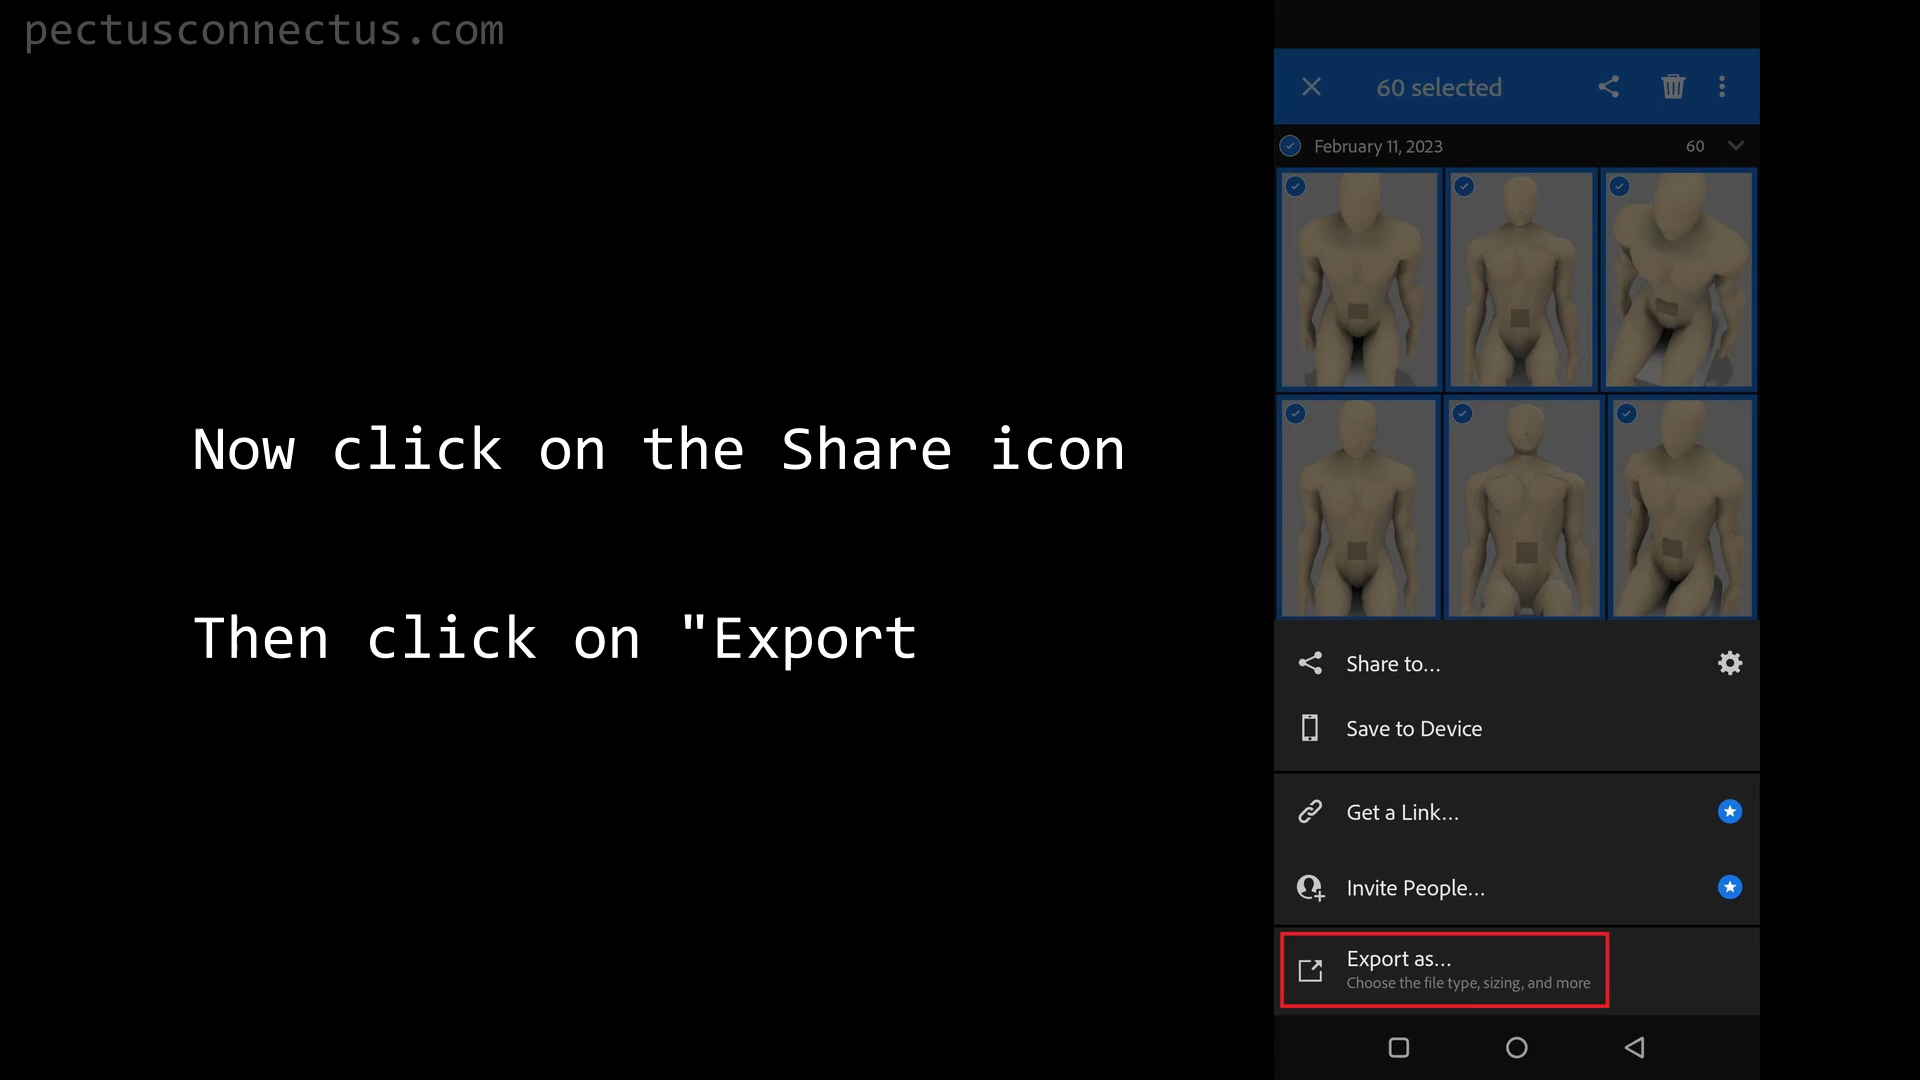 pectusconnectus.com
Now click on the Share icon
Then click on "Export
60 selected
February 11, 2023
60
Share to...
Save to Device
Get a Link...
Invite People...
Export as...
Choose the file type, sizing, and more